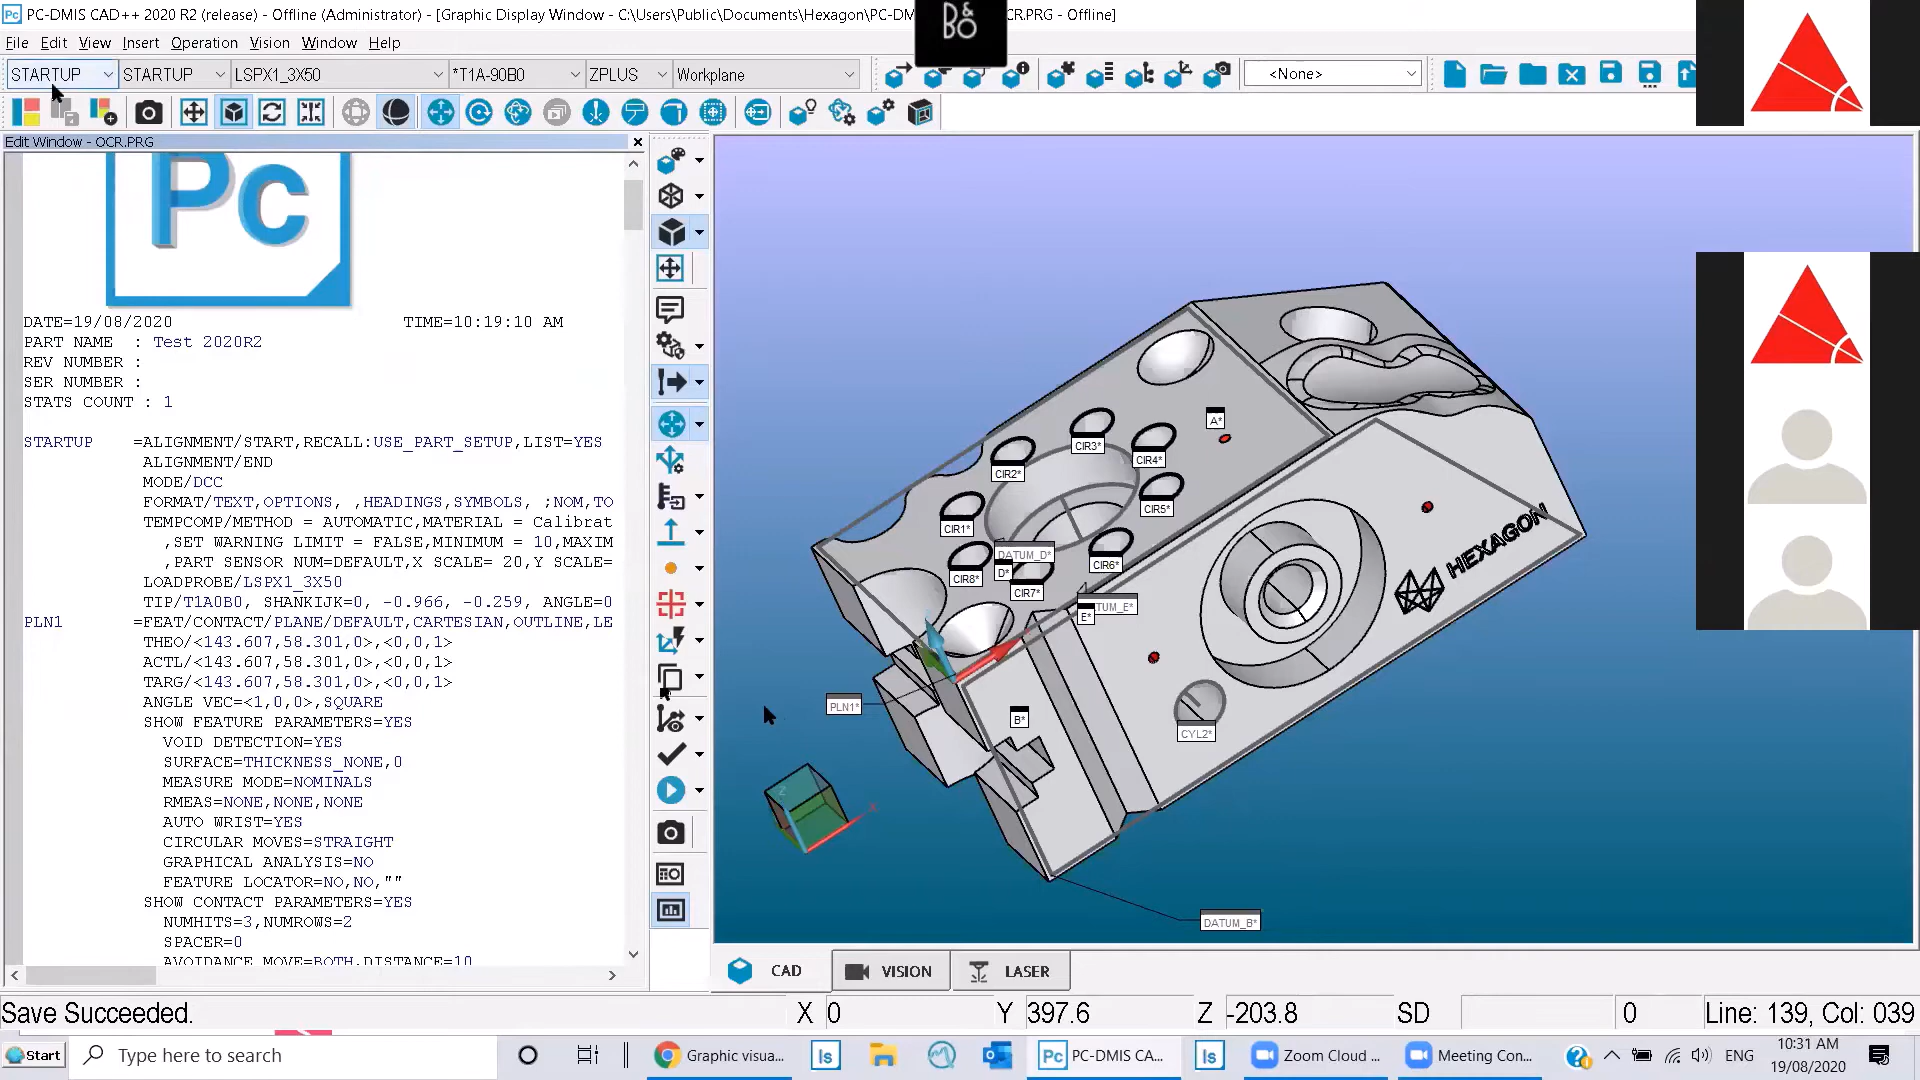 PC-DMIS CAD++ 2020 R2 (release) - Offline (Administrator) - [Graphic Display Window - C:\Users\Public\Documents\Hexagon\PC-DM
CR.PRG - Offline]
B&O
File Edit View Insert Operation Vision Window Help
STARTUP STARTUP LSPX1_3X50 *T1A-90B0 ZPLUS Workplane <None>
Edit Window - OCR.PRG
Pc
DATE=19/08/2020 TIME=10:19:10 AM
PART NAME : Test 2020R2
REV NUMBER :
SER NUMBER :
STATS COUNT : 1
STARTUP =ALIGNMENT/START,RECALL:USE_PART_SETUP,LIST=YES
ALIGNMENT/END
MODE/DCC
FORMAT/TEXT,OPTIONS, ,HEADINGS,SYMBOLS, ;NOM,TO
TEMPCOMP/METHOD = AUTOMATIC,MATERIAL = Calibrat
,SET WARNING LIMIT = FALSE,MINIMUM = 10,MAXIM
,PART SENSOR NUM=DEFAULT,X SCALE= 20,Y SCALE=
LOADPROBE/LSPX1_3X50
TIP/T1A0B0, SHANKIJK=0, -0.966, -0.259, ANGLE=0
PLN1 =FEAT/CONTACT/PLANE/DEFAULT,CARTESIAN,OUTLINE,LE
THEO/<143.607,58.301,0>,<0,0,1>
ACTL/<143.607,58.301,0>,<0,0,1>
TARG/<143.607,58.301,0>,<0,0,1>
ANGLE VEC=<1,0,0>,SQUARE
SHOW FEATURE PARAMETERS=YES
VOID DETECTION=YES
SURFACE=THICKNESS_NONE,0
MEASURE MODE=NOMINALS
RMEAS=NONE,NONE,NONE
AUTO WRIST=YES
CIRCULAR MOVES=STRAIGHT
GRAPHICAL ANALYSIS=NO
FEATURE LOCATOR=NO,NO,""
SHOW CONTACT PARAMETERS=YES
NUMHITS=3,NUMROWS=2
SPACER=0
AVOIDANCE MOVE=BOTH,DISTANCE=10
A*
CIR3*
CIR4*
CIR2*
CIR5*
CIR1*
DATUM_D*
CIR6*
D*
CIR8*
CIR7*
TUM_E*
E*
HEXAGON
PLN1*
B*
CYL2*
Z
X
DATUM_B*
CAD VISION LASER
Save Succeeded. X 0 Y 397.6 Z -203.8 SD 0 Line: 139, Col: 039
Start Type here to search Graphic visua... Is PC-DMIS CA... Is Zoom Cloud ... Meeting Con... ENG 10:31 AM
19/08/2020